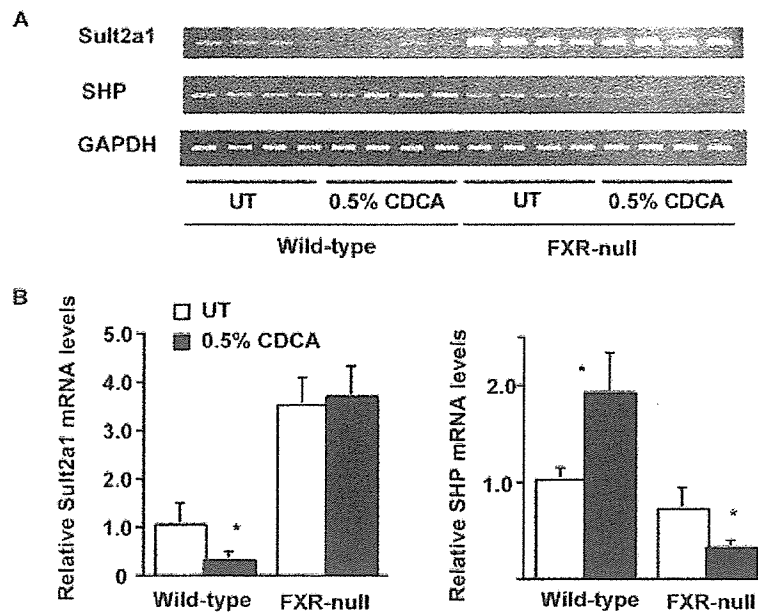 A
Sult2a1
SHP
GAPDH
UT
0.5% CDCA
UT
0.5% CDCA
Wild-type
FXR-null
B
Relative Sult2a1 mRNA levels
5.0
4.0
3.0
2.0
1.0
0
UT
0.5% CDCA
*
Wild-type
FXR-null
Relative SHP mRNA levels
2.0
1.0
*
*
Wild-type
FXR-null